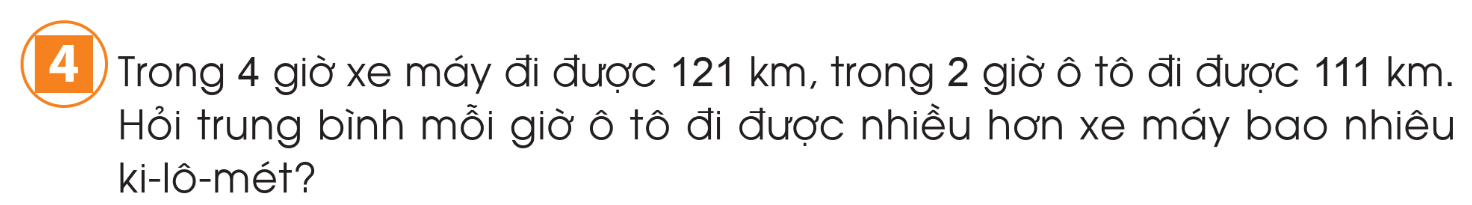 4 Trong 4 giờ xe máy đi được 121 km, trong 2 giờ ô tô đi được 111 km.
Hỏi trung bình mỗi giờ ô tô đi được nhiều hơn xe máy bao nhiêu
ki-lô-mét?